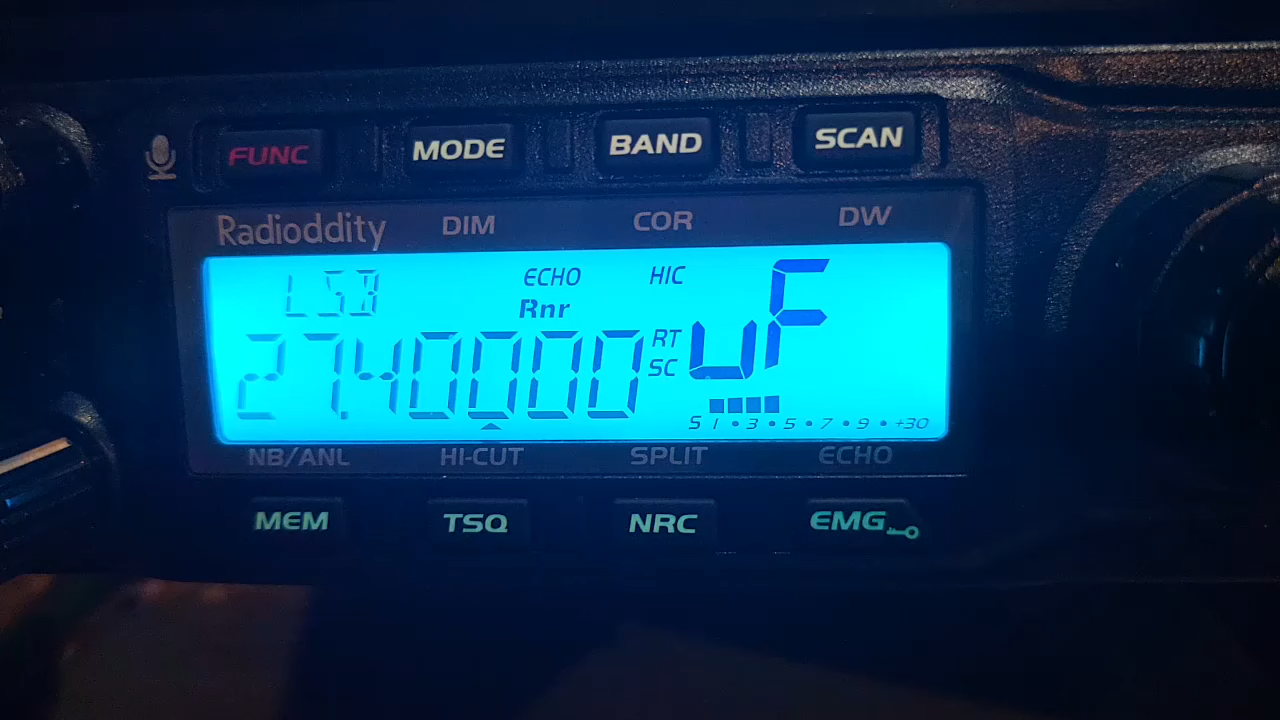 FUNC MODE BAND SCAN
Radioddity DIM COR DW
LSB ECHO HIC
Rnr
27.40000 RT SC uF
S 1 • 3 • 5 • 7 • 9 • +30
NB/ANL HI-CUT SPLIT ECHO
MEM TSQ NRC EMG